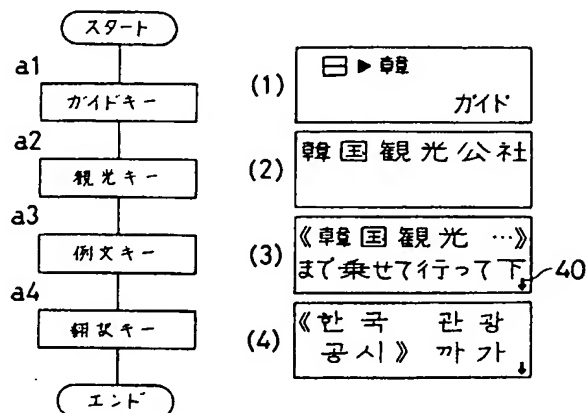 スタート
a1
ガイドキー
a2
観光キー
a3
例文キー
a4
翻訳キー
エンド
(1)
日▶韓
ガイド
(2)
韓国観光公社
(3)
《韓国観光…》
まで乗せて行って下
40
(4)
《한국 관광
공시》 까가